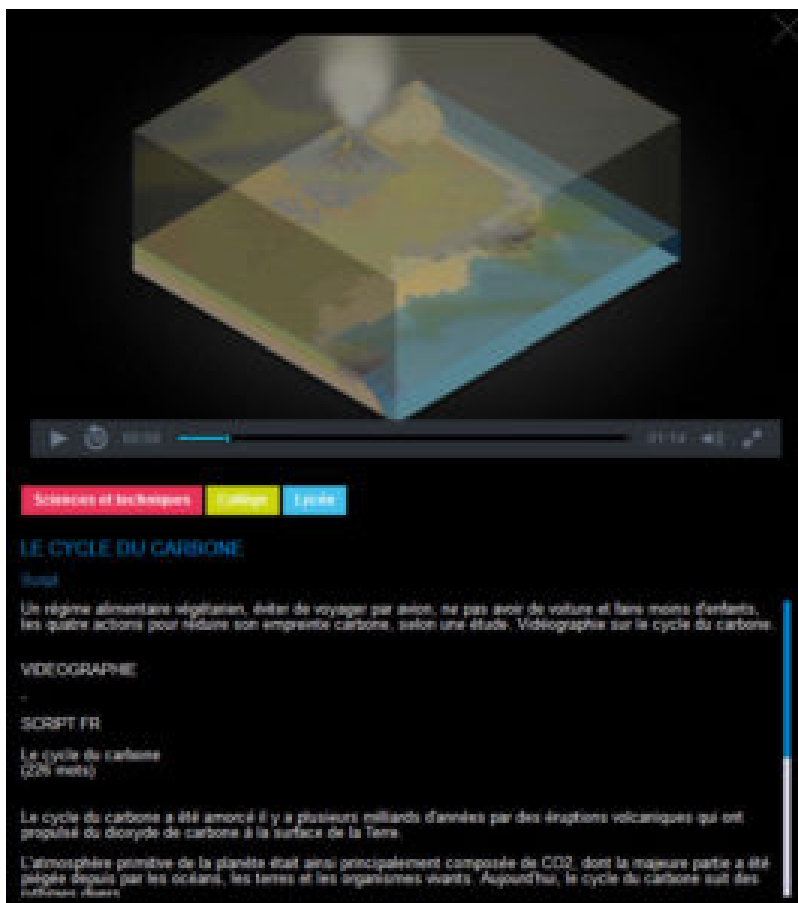 Sciences et techniques Collège Lycée
LE CYCLE DU CARBONE
Script
Un régime alimentaire végétarien, éviter de voyager par avion, ne pas avoir de voiture et faire moins d'enfants,
les quatre actions pour réduire son empreinte carbone, selon une étude. Vidéographie sur le cycle du carbone.
VIDEOGRAPHIE
-
SCRIPT FR
Le cycle du carbone
(226 mots)
Le cycle du carbone a été amorcé il y a plusieurs milliards d'années par des éruptions volcaniques qui ont
propulsé du dioxyde de carbone à la surface de la Terre.
L'atmosphère primitive de la planète était ainsi principalement composée de CO2, dont la majeure partie a été
piégée depuis par les océans, les terres et les organismes vivants. Aujourd'hui, le cycle du carbone suit des